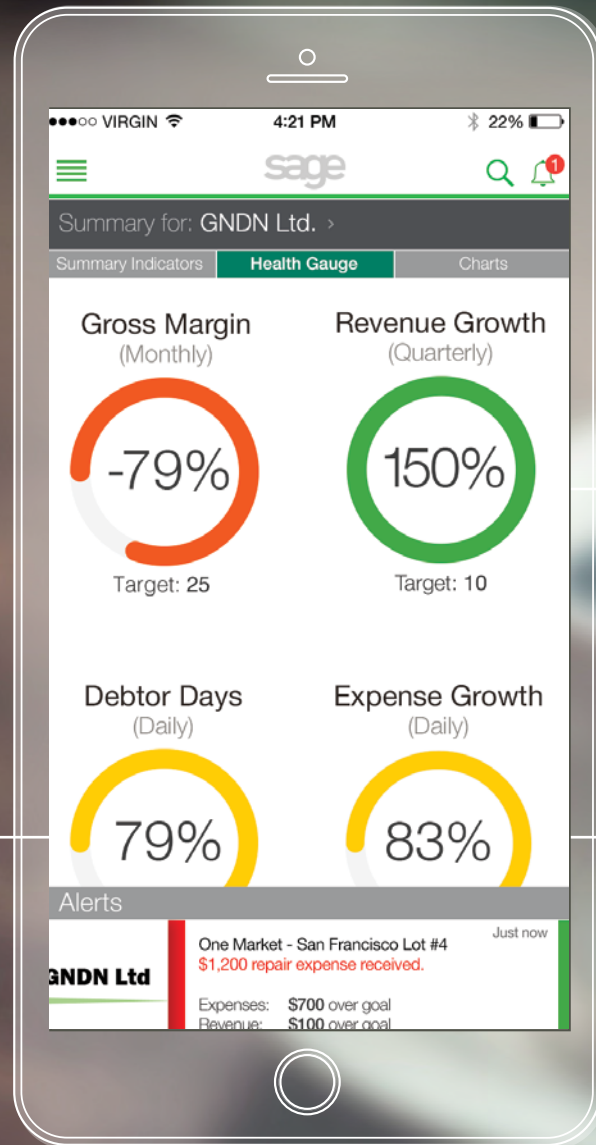 VIRGIN 4:21 PM 22%
sage 1
Summary for: GNDN Ltd. >
Summary Indicators Health Gauge Charts
Gross Margin Revenue Growth
(Monthly) (Quarterly)
-79% 150%
Target: 25 Target: 10
Debtor Days Expense Growth
(Daily) (Daily)
79% 83%
Alerts
Just now
One Market - San Francisco Lot #4
GNDN Ltd $1,200 repair expense received.
Expenses: $700 over goal
Revenue: $100 over goal